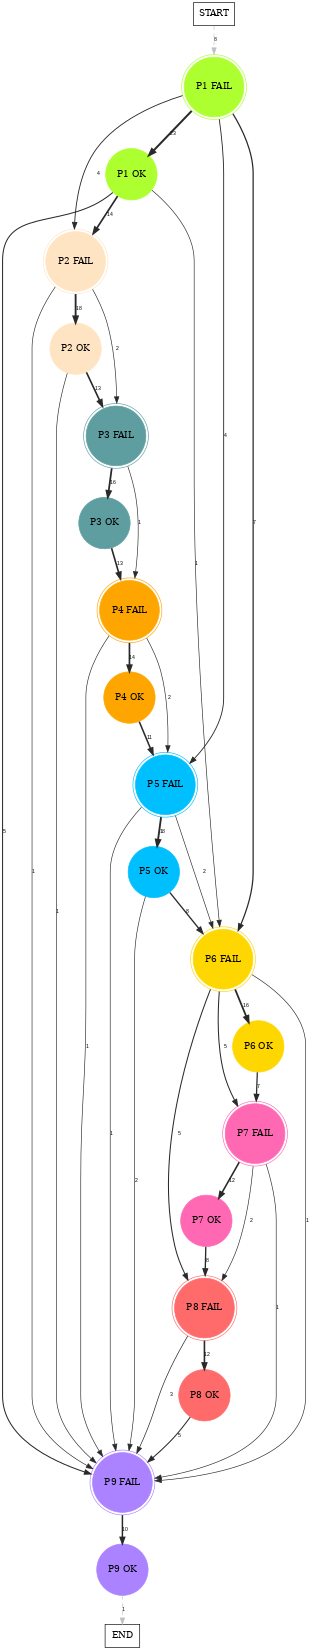 START
8
P1 FAIL
22
4
P1 OK
14
P2 FAIL
18
2
P2 OK
13
P3 FAIL
4
16
1
P3 OK
7
13
1
P4 FAIL
14
2
P4 OK
11
P5 FAIL
5
18
1
2
P5 OK
8
1
P6 FAIL
16
P6 OK
1
5
7
1
5
P7 FAIL
2
12
P7 OK
2
1
1
8
P8 FAIL
12
1
P8 OK
3
5
P9 FAIL
10
P9 OK
1
END